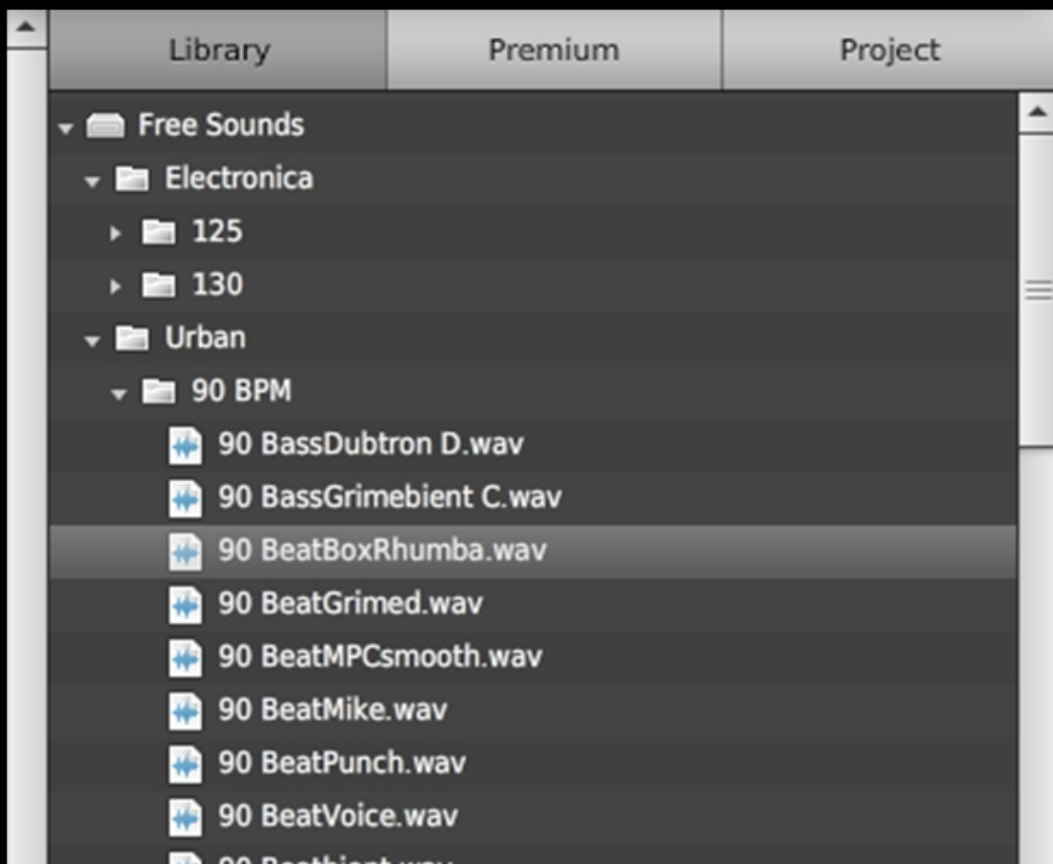 Library Premium Project
Free Sounds
Electronica
125
130
Urban
90 BPM
90 BassDubtron D.wav
90 BassGrimebient C.wav
90 BeatBoxRhumba.wav
90 BeatGrimed.wav
90 BeatMPCsmooth.wav
90 BeatMike.wav
90 BeatPunch.wav
90 BeatVoice.wav